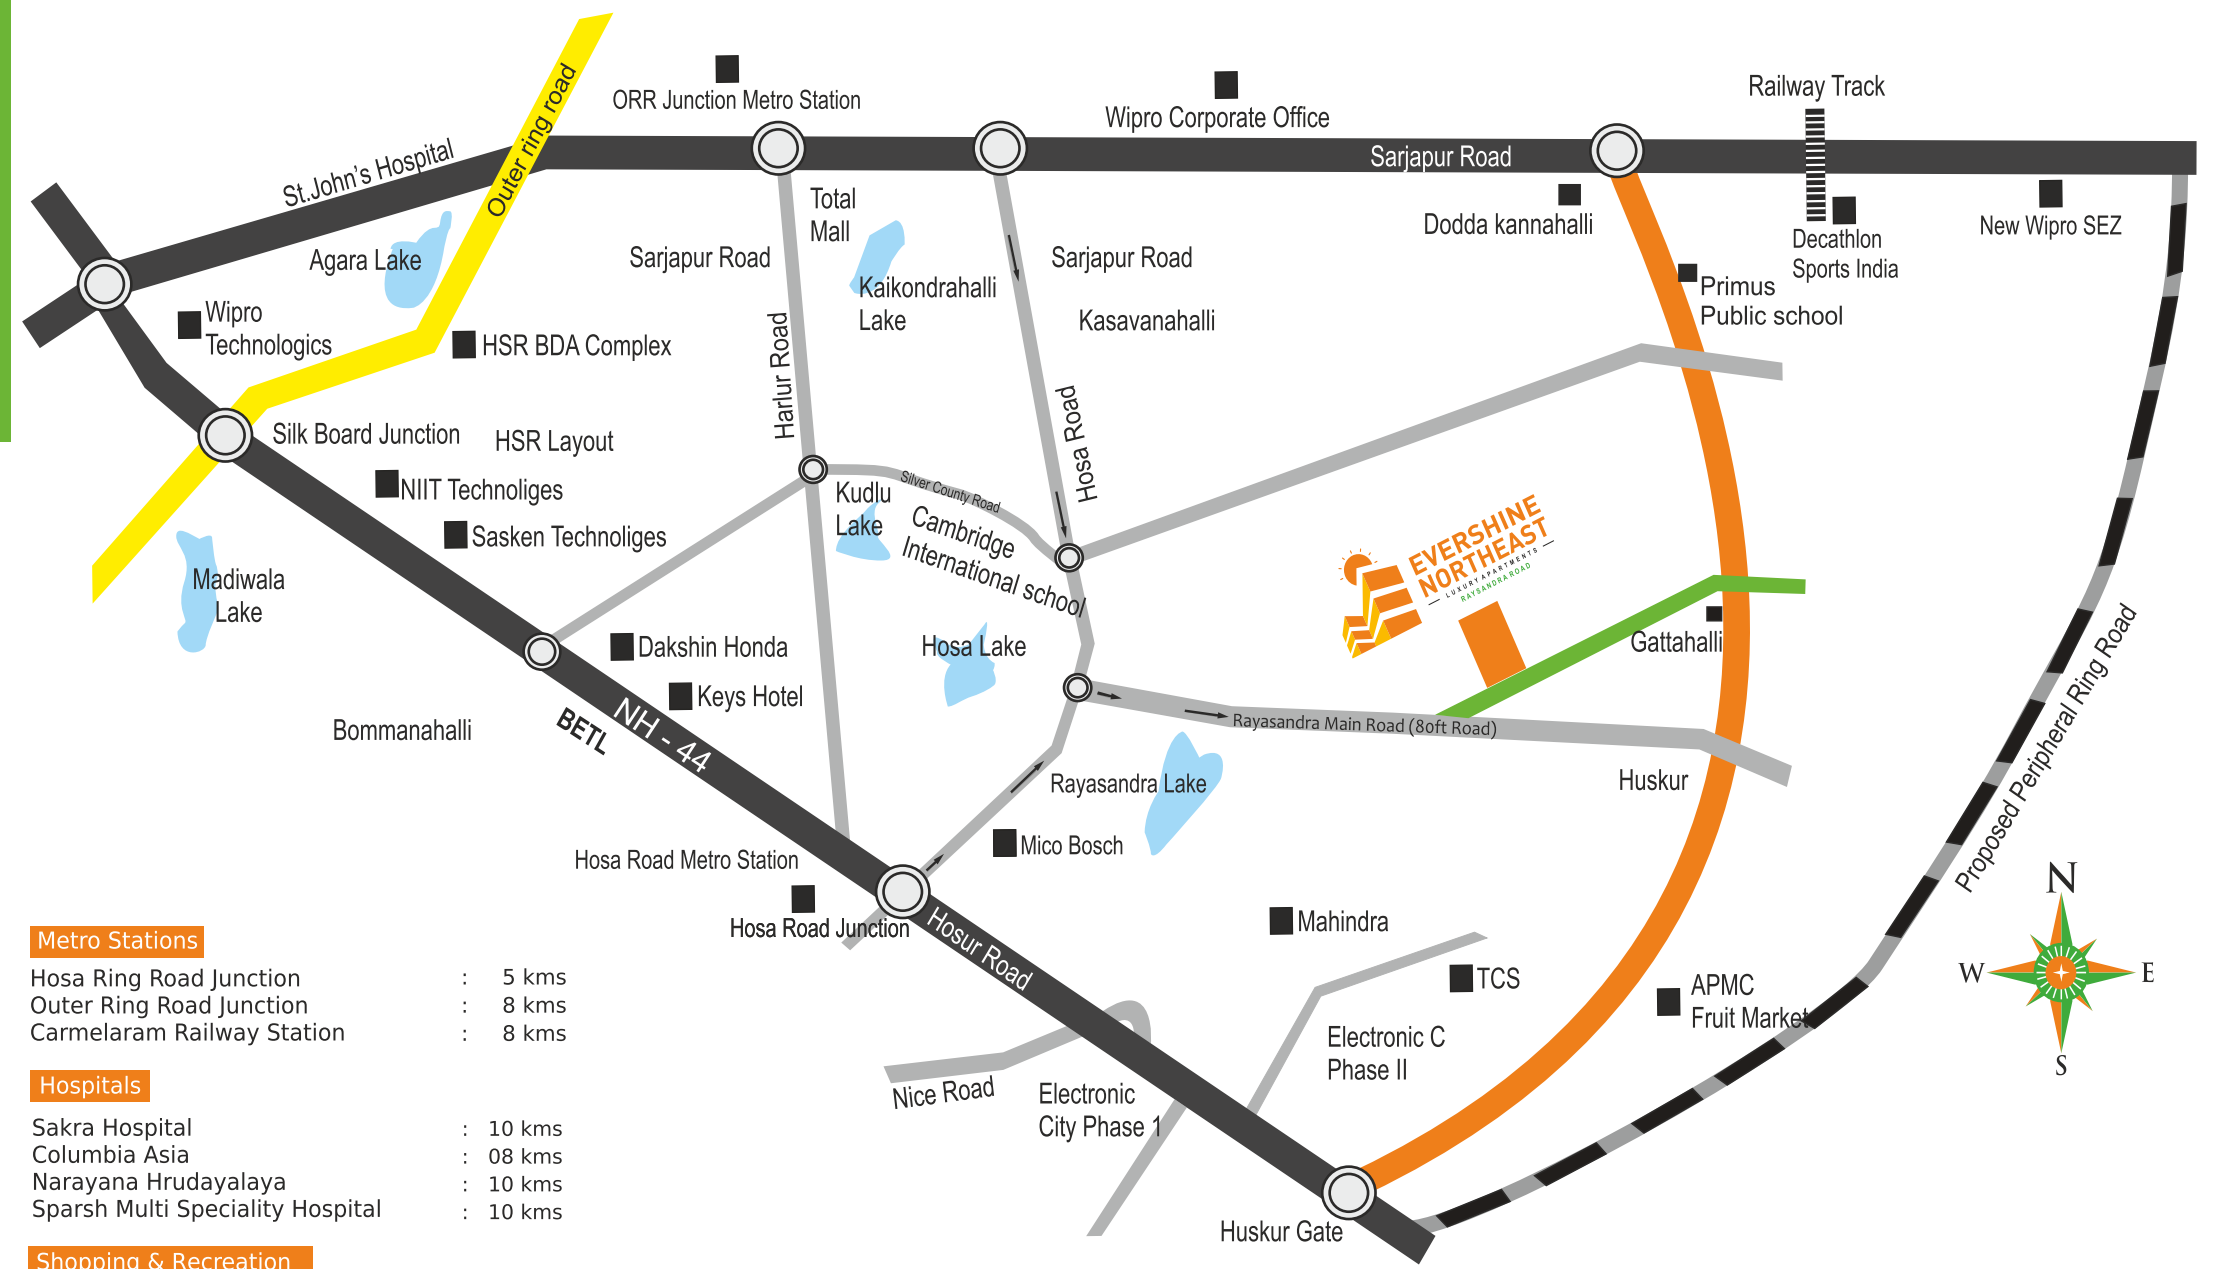 Railway Track
ORR Junction Metro Station
Wipro Corporate Office
Outer ring road
St.John's Hospital
Sarjapur Road
Total
Mall
Dodda kannahalli
New Wipro SEZ
Decathlon
Sports India
Agara Lake
Sarjapur Road
Sarjapur Road
Kaikondrahalli
Lake
Primus
Public school
Wipro
Technologics
HSR BDA Complex
Harlur Road
Kasavanahalli
Hosa Road
Silk Board Junction
HSR Layout
NIIT Technoliges
Sasken Technoliges
Kudlu
Lake
Silver County Road
Cambridge
International school
EVERSHINE
NORTHEAST
LUXURY APARTMENTS
RAYSANDRA ROAD
Madiwala
Lake
Dakshin Honda
Hosa Lake
Gattahalli
Keys Hotel
Bommanahalli
BETL
NH - 44
Rayasandra Main Road (80ft Road)
Huskur
Rayasandra Lake
Proposed Peripheral Ring Road
Mico Bosch
Hosa Road Metro Station
Hosa Road Junction
Hosur Road
Mahindra
TCS
APMC
Fruit Market
N
W
E
S
Electronic C
Phase II
Nice Road
Electronic
City Phase 1
Huskur Gate
Metro Stations
Hosa Ring Road Junction : 5 kms
Outer Ring Road Junction : 8 kms
Carmelaram Railway Station : 8 kms
Hospitals
Sakra Hospital : 10 kms
Columbia Asia : 08 kms
Narayana Hrudayalaya : 10 kms
Sparsh Multi Speciality Hospital : 10 kms
Shopping & Recreation